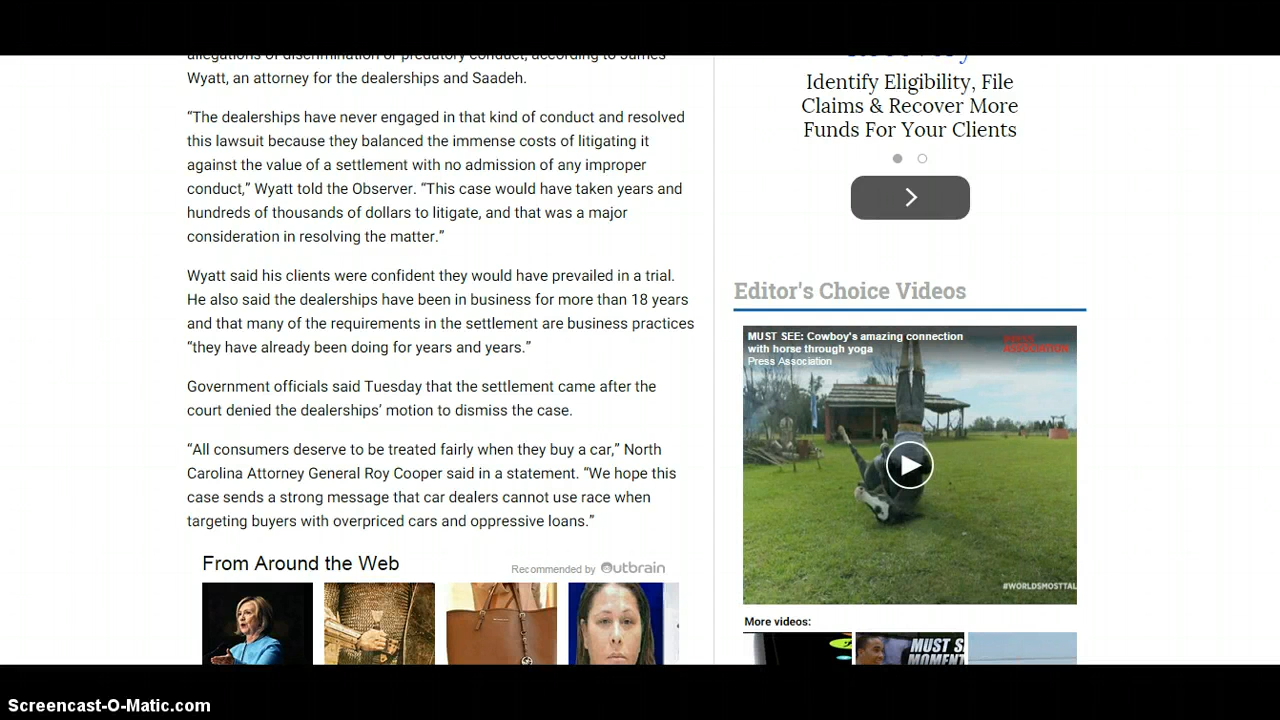 allegations of discrimination or predatory conduct, according to James
Wyatt, an attorney for the dealerships and Saadeh.
“The dealerships have never engaged in that kind of conduct and resolved
this lawsuit because they balanced the immense costs of litigating it
against the value of a settlement with no admission of any improper
conduct,” Wyatt told the Observer. “This case would have taken years and
hundreds of thousands of dollars to litigate, and that was a major
consideration in resolving the matter.”
Wyatt said his clients were confident they would have prevailed in a trial.
He also said the dealerships have been in business for more than 18 years
and that many of the requirements in the settlement are business practices
“they have already been doing for years and years.”
Government officials said Tuesday that the settlement came after the
court denied the dealerships’ motion to dismiss the case.
“All consumers deserve to be treated fairly when they buy a car,” North
Carolina Attorney General Roy Cooper said in a statement. “We hope this
case sends a strong message that car dealers cannot use race when
targeting buyers with overpriced cars and oppressive loans.”
From Around the Web
Recommended by Outbrain
Recovery
Identify Eligibility, File
Claims & Recover More
Funds For Your Clients
Editor's Choice Videos
MUST SEE: Cowboy's amazing connection
with horse through yoga
Press Association
PRESS
ASSOCIATION
#WORLDSMOSTTAL
More videos:
MUST S
MOMENT
Screencast-O-Matic.com